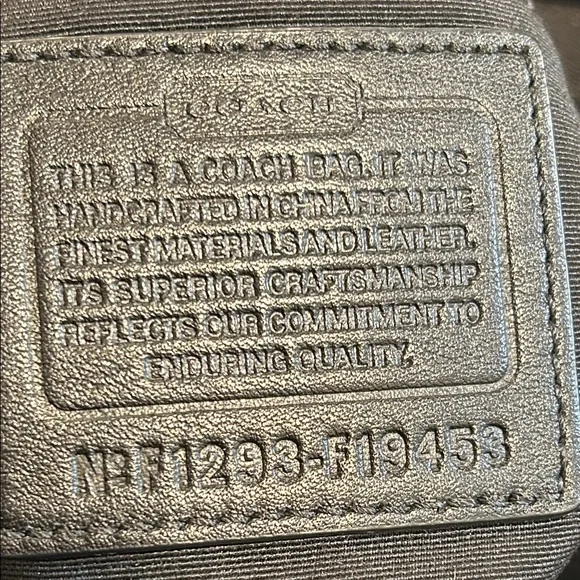 COACH
THIS IS A COACH BAG. IT WAS
HANDCRAFTED IN CHINA FROM THE
FINEST MATERIALS AND LEATHER.
ITS SUPERIOR CRAFTSMANSHIP
REFLECTS OUR COMMITMENT TO
ENDURING QUALITY.
Nº F1293-F19453